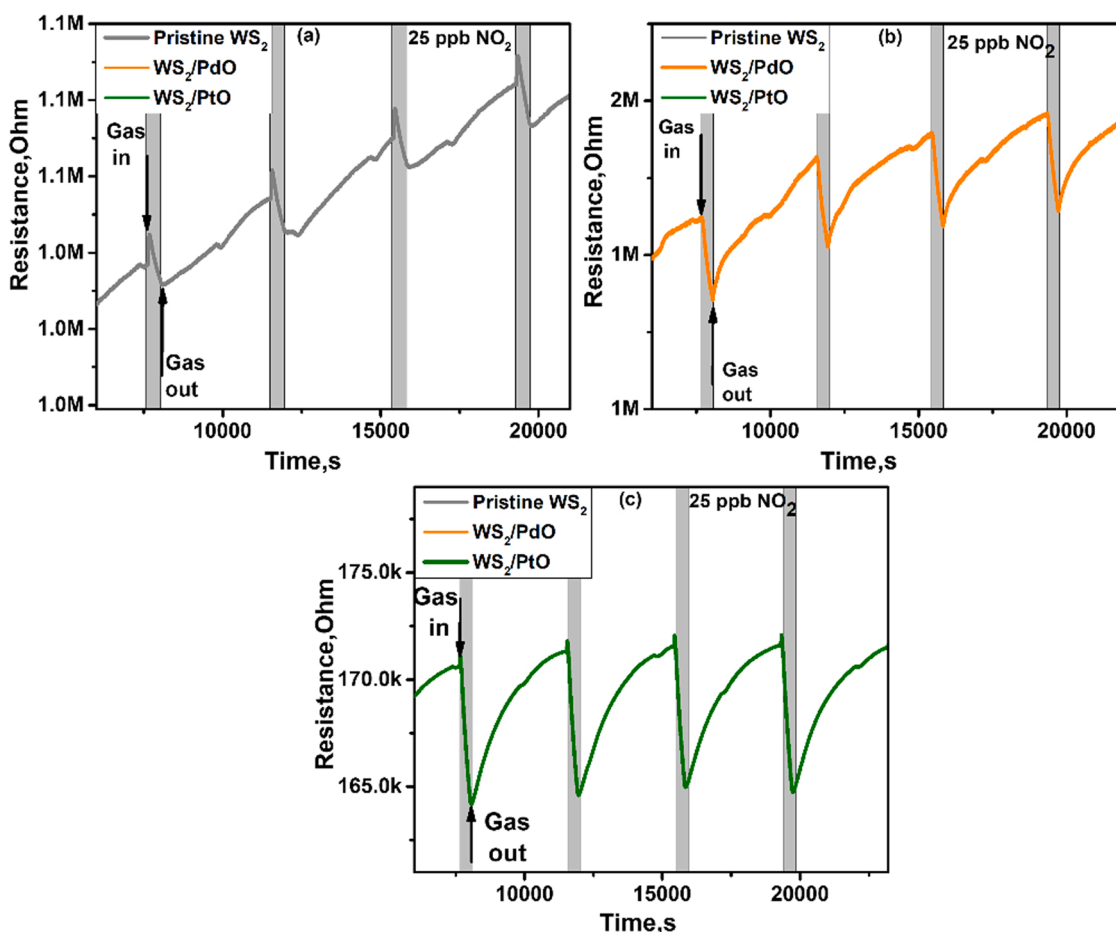 (a)
25 ppb NO₂
Pristine WS₂
WS₂/PdO
WS₂/PtO
Gas
in
Gas
out
1.1M
1.1M
1.1M
1.0M
1.0M
1.0M
Resistance,Ohm
10000
15000
20000
Time,s
(b)
25 ppb NO₂
Pristine WS₂
WS₂/PdO
WS₂/PtO
Gas
in
Gas
out
2M
1M
1M
Resistance,Ohm
10000
15000
20000
Time,s
(c)
25 ppb NO₂
Pristine WS₂
WS₂/PdO
WS₂/PtO
Gas
in
Gas
out
175.0k
170.0k
165.0k
Resistance,Ohm
10000
15000
20000
Time,s